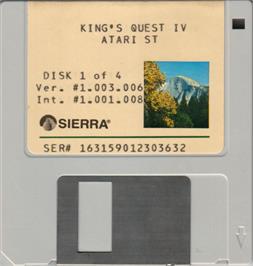 KING'S QUEST IV
ATARI ST
DISK 1 of 4
Ver. #1.003.006
Int. #1.001.008
SIERRA®
SER# 163159012303632